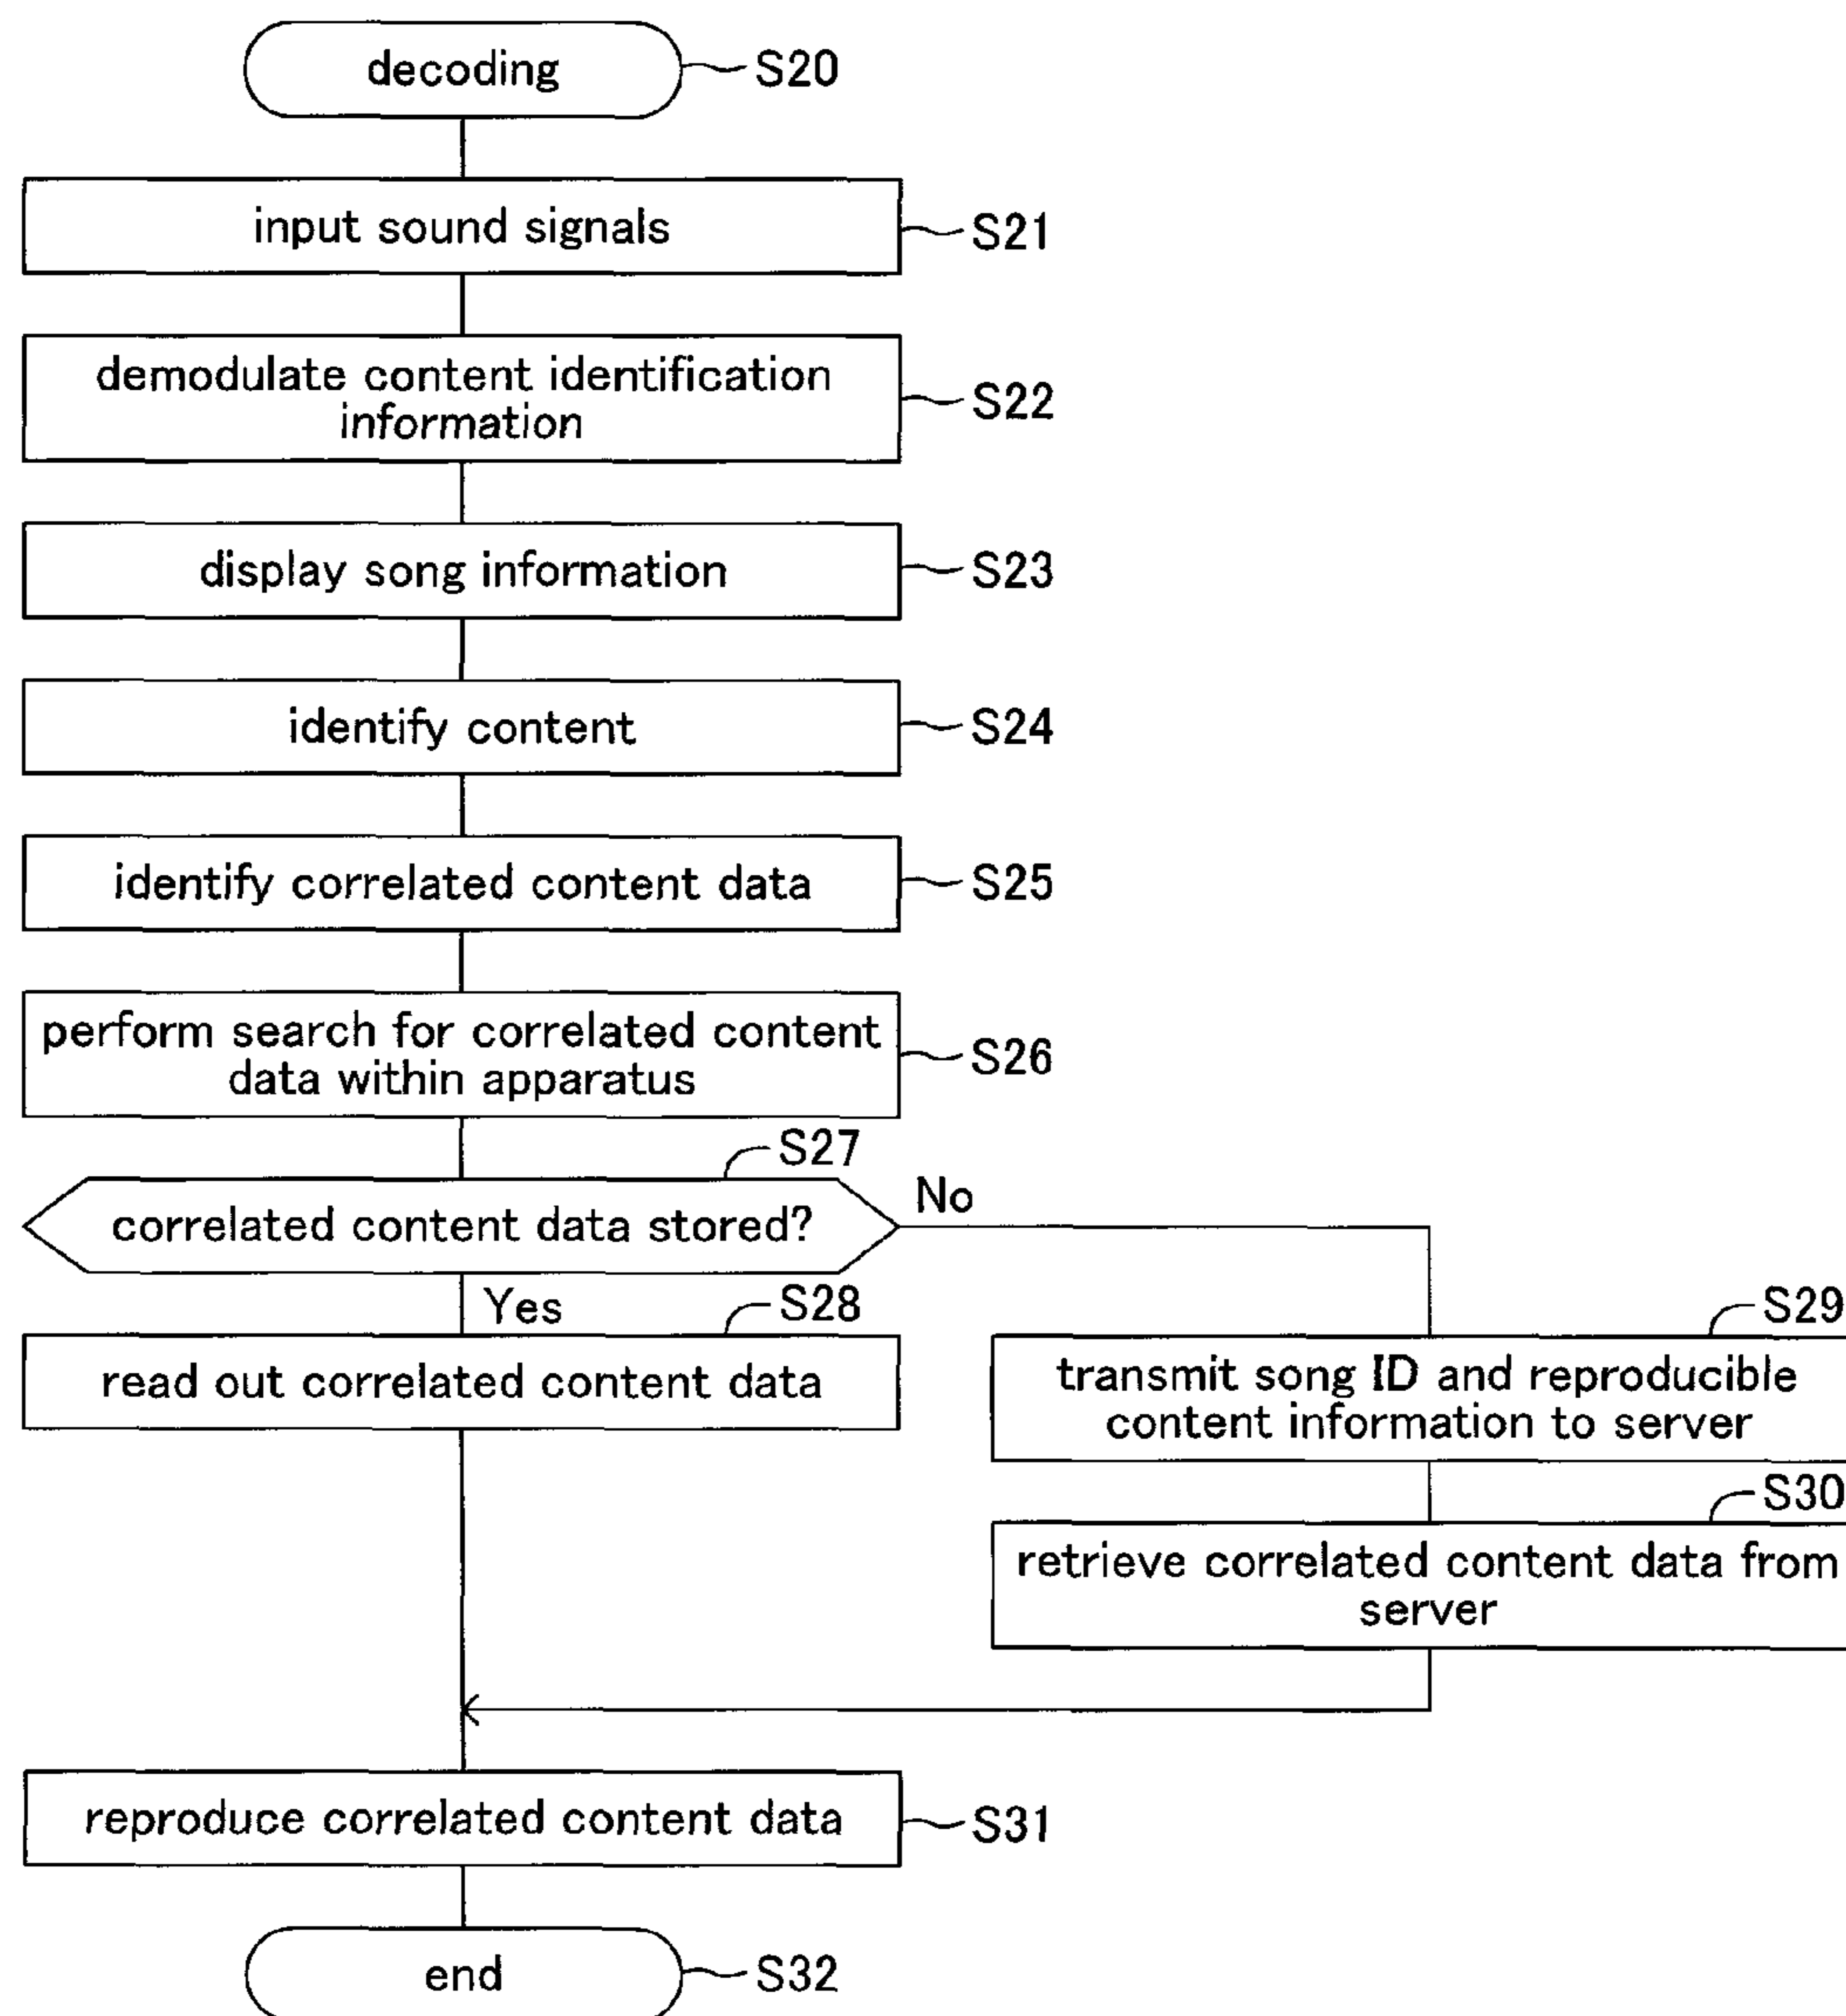 decoding
S20
input sound signals
S21
demodulate content identification
information
S22
display song information
S23
identify content
S24
identify correlated content data
S25
perform search for correlated content
data within apparatus
S26
S27
correlated content data stored?
No
Yes
S28
read out correlated content data
S29
transmit song ID and reproducible
content information to server
S30
retrieve correlated content data from
server
reproduce correlated content data
S31
end
S32